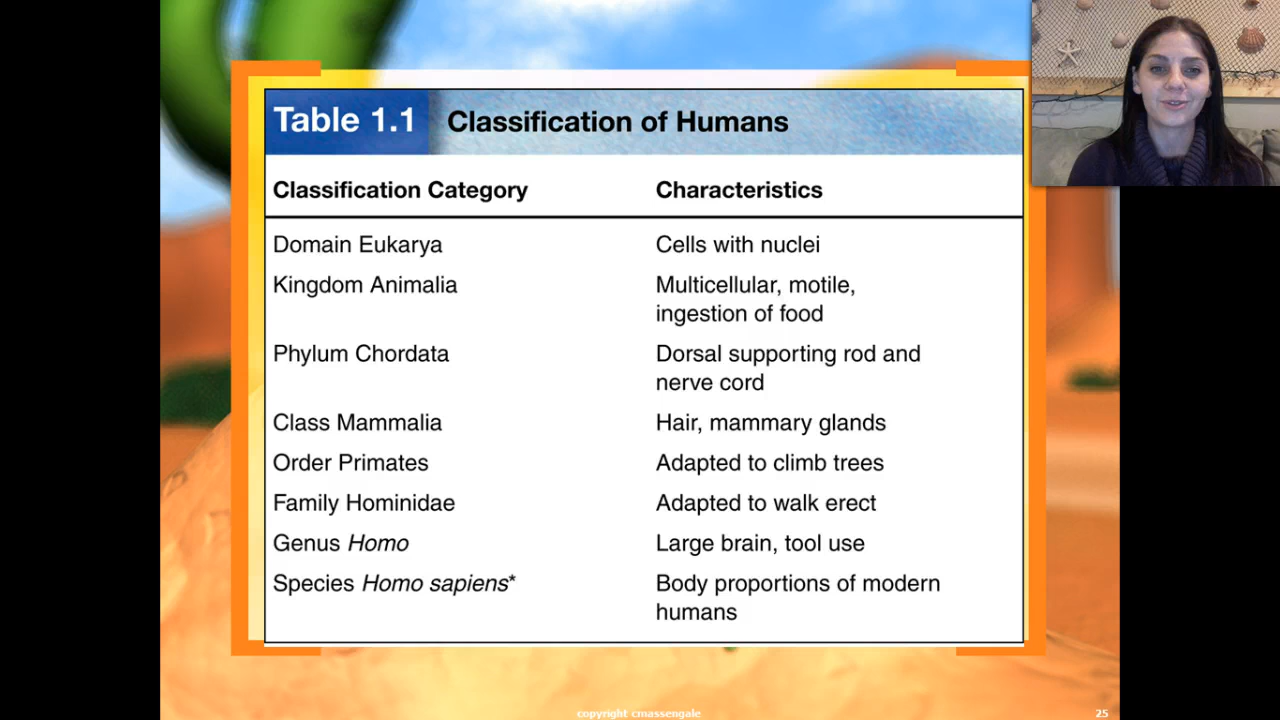 Table 1.1 Classification of Humans
Classification Category Characteristics
Domain Eukarya Cells with nuclei
Kingdom Animalia Multicellular, motile,
ingestion of food
Phylum Chordata Dorsal supporting rod and
nerve cord
Class Mammalia Hair, mammary glands
Order Primates Adapted to climb trees
Family Hominidae Adapted to walk erect
Genus Homo Large brain, tool use
Species Homo sapiens* Body proportions of modern
humans
copyright cmassengale 25